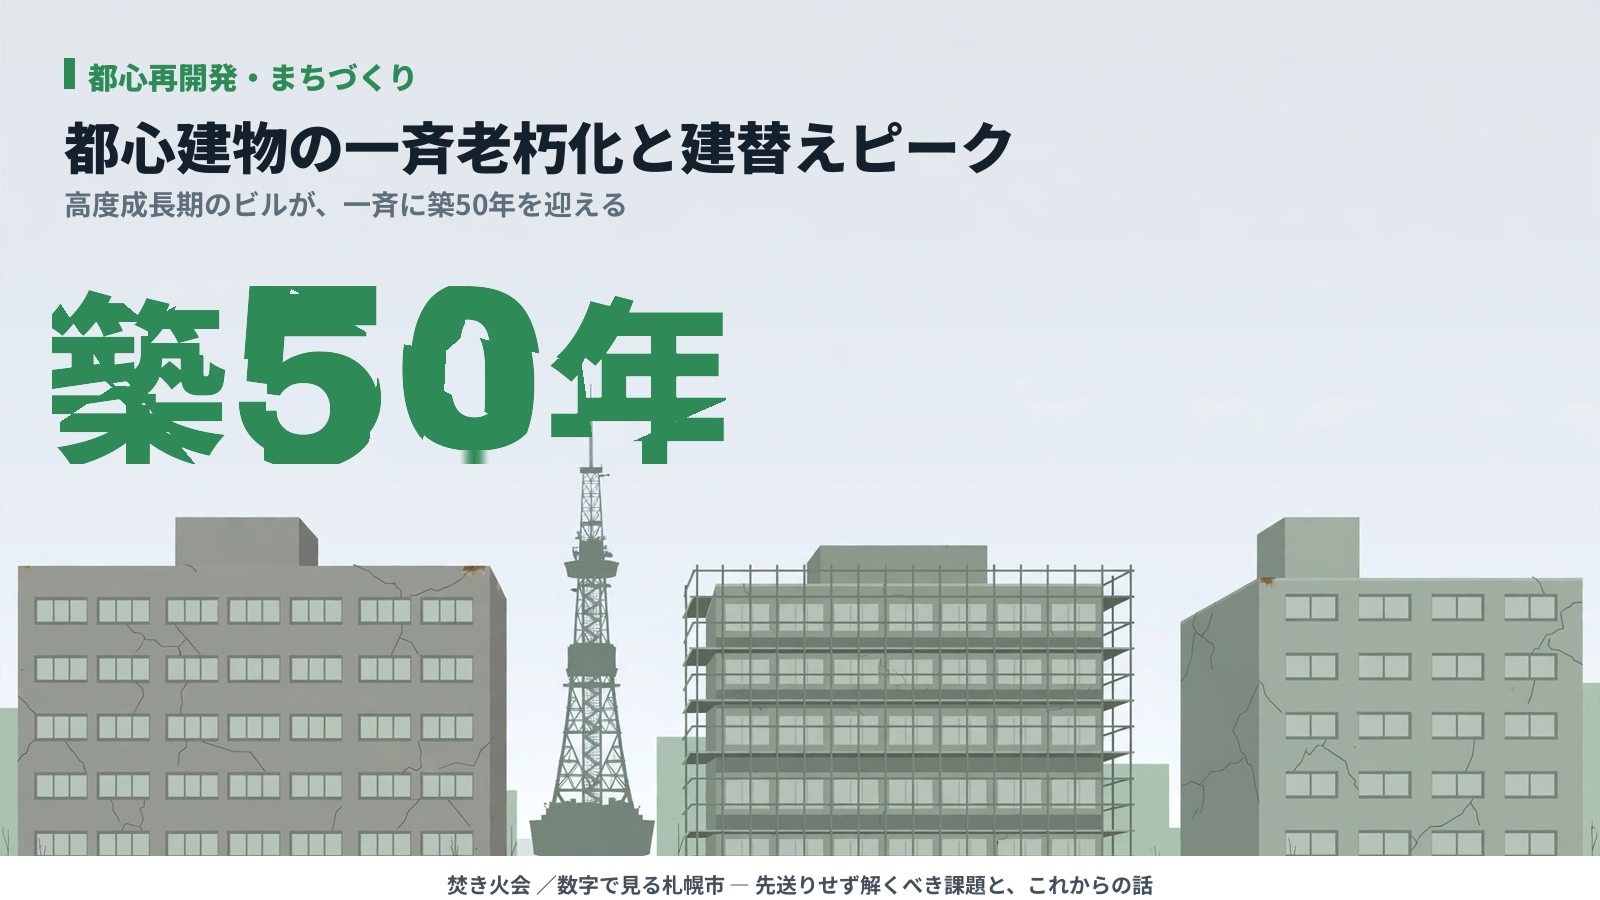 都心再開発・まちづくり
都心建物の一斉老朽化と建替えピーク
高度成長期のビルが、一斉に築50年を迎える
築50年
焚き火会 ／数字で見る札幌市 — 先送りせず解くべき課題と、これからの話